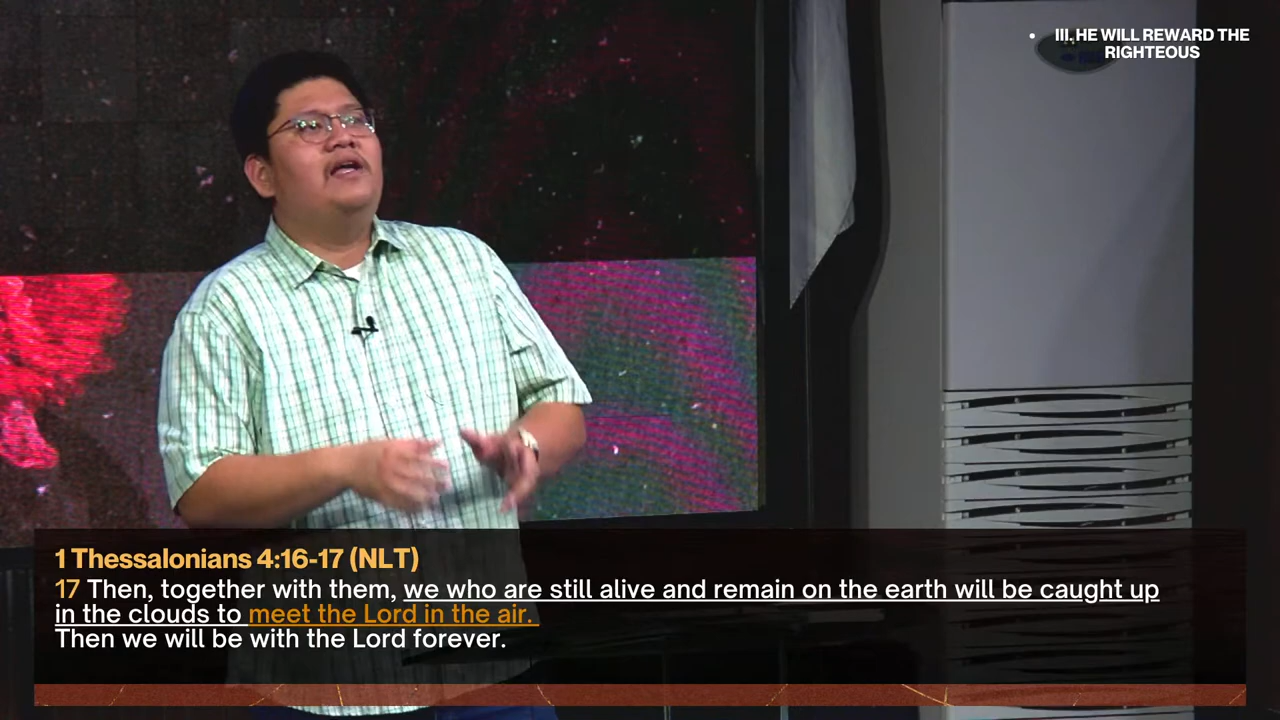 • III. HE WILL REWARD THE
RIGHTEOUS
1 Thessalonians 4:16-17 (NLT)
17 Then, together with them, we who are still alive and remain on the earth will be caught up
in the clouds to meet the Lord in the air.
Then we will be with the Lord forever.